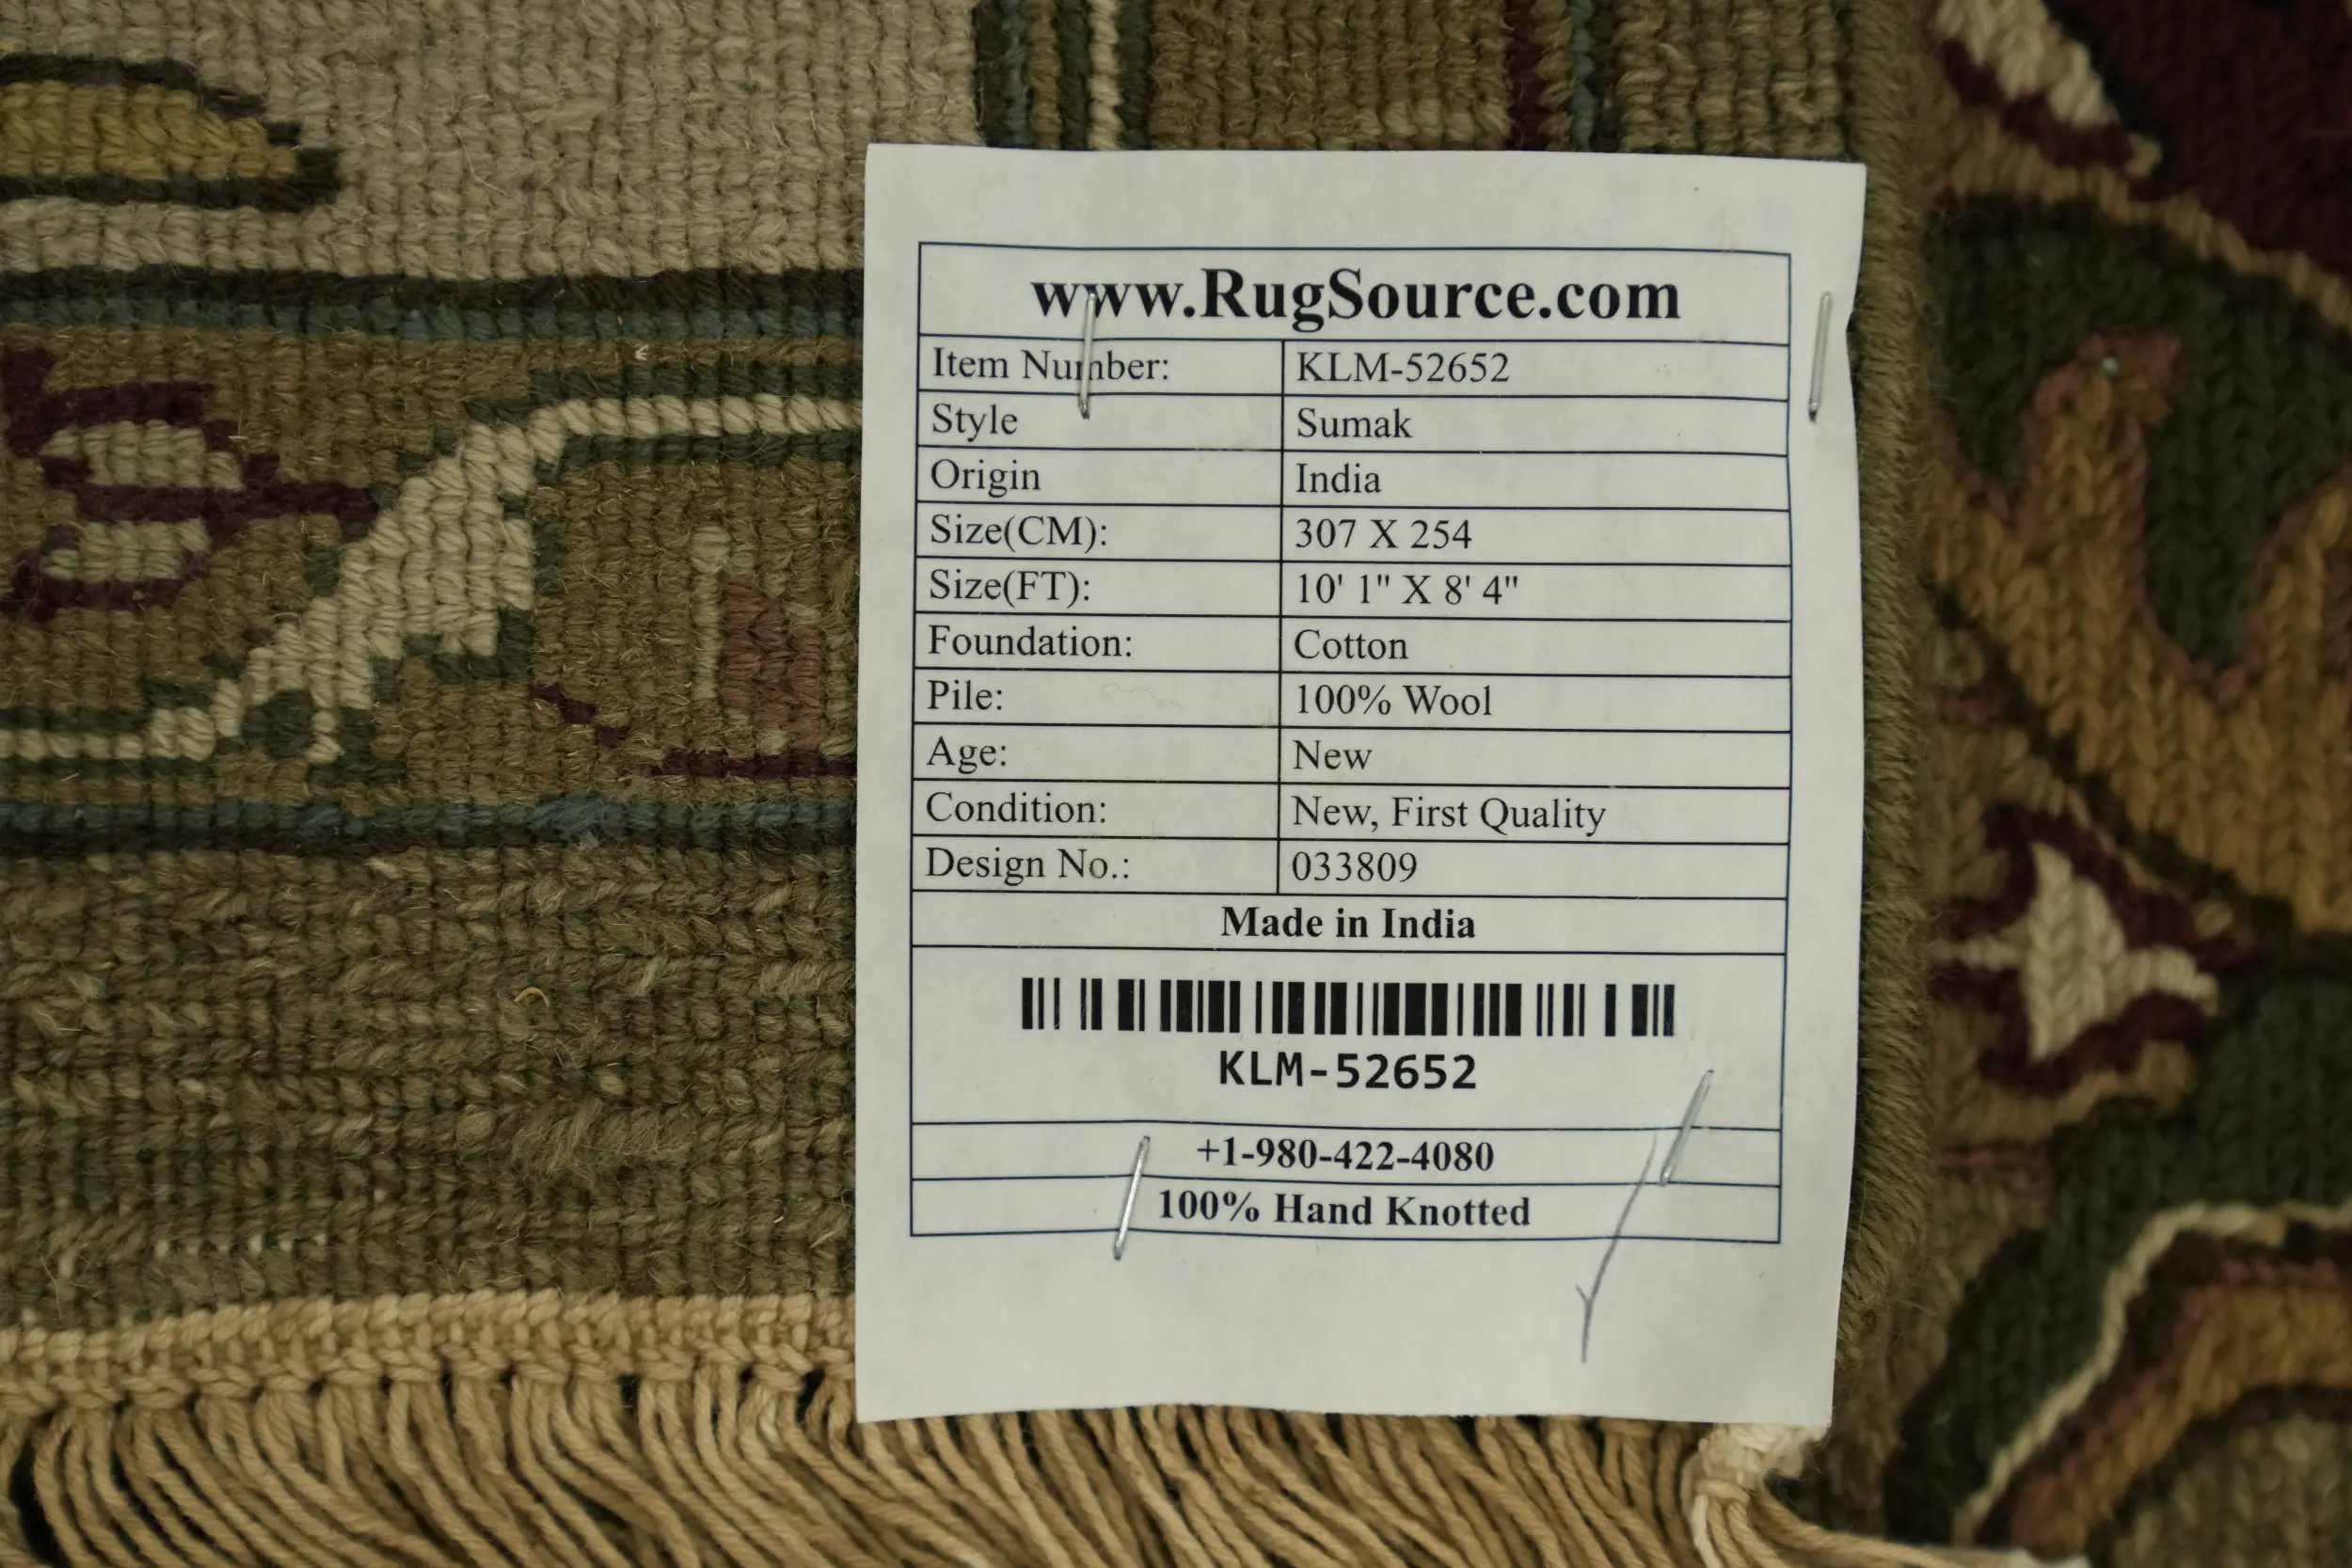 www.RugSource.com
Item Number: KLM-52652
Style Sumak
Origin India
Size(CM): 307 X 254
Size(FT): 10' 1" X 8' 4"
Foundation: Cotton
Pile: 100% Wool
Age: New
Condition: New, First Quality
Design No.: 033809
Made in India
KLM-52652
+1-980-422-4080
100% Hand Knotted